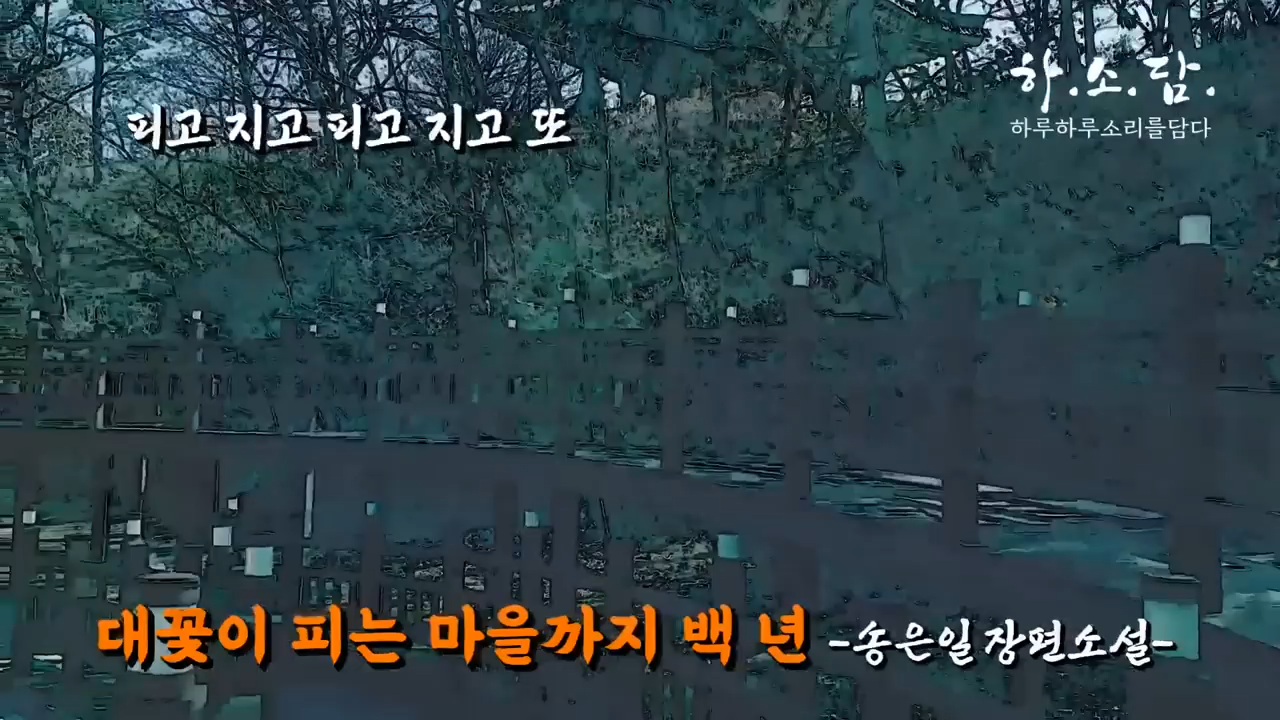 하.소.담.
하루하루소리를담다
피고 지고 피고 지고 또
대꽃이 피는 마을까지 백 년 -송은일 장편소설-